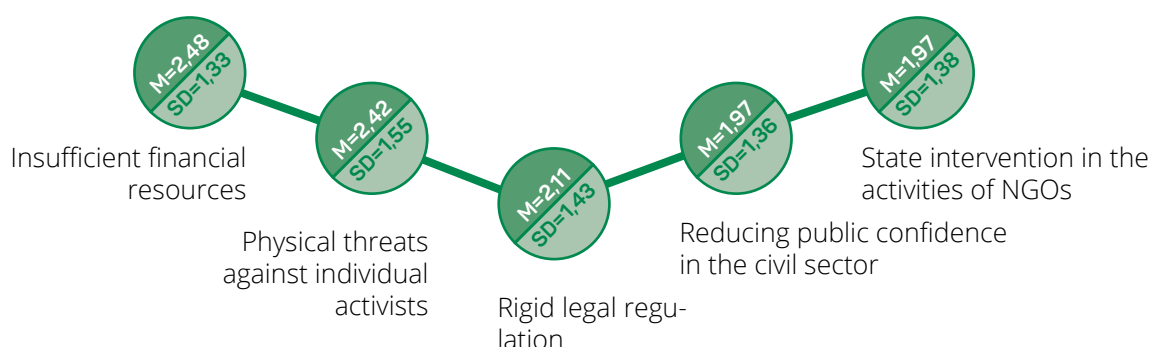 M=2,48
SD=1,33
Insufficient financial
resources
M=2,42
SD=1,55
Physical threats
against individual
activists
M=2,11
SD=1,43
Rigid legal regu-
lation
M=1,97
SD=1,36
Reducing public confidence
in the civil sector
M=1,97
SD=1,38
State intervention in the
activities of NGOs